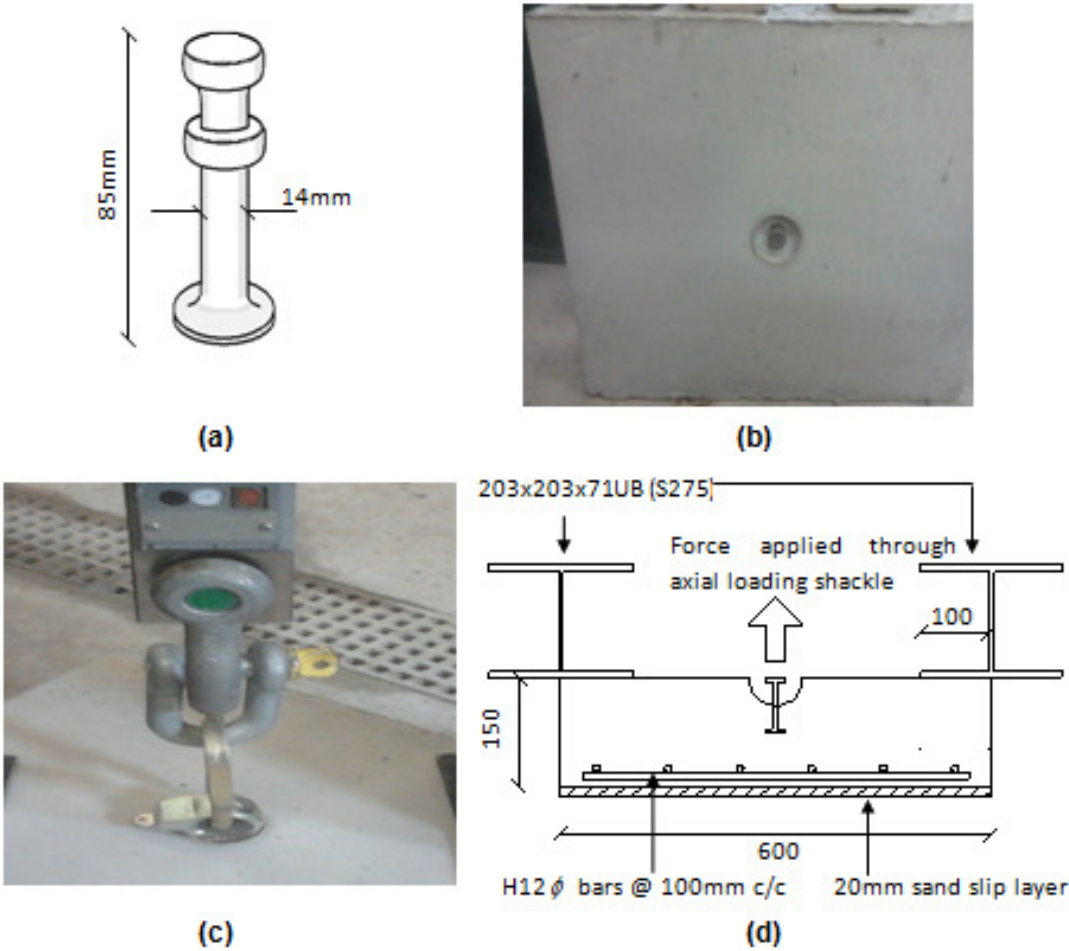 85mm
14mm
(a)
(b)
203x203x71UB (S275)
Force applied through
axial loading shackle
100
150
600
H12ϕ bars @ 100mm c/c
20mm sand slip layer
(c)
(d)